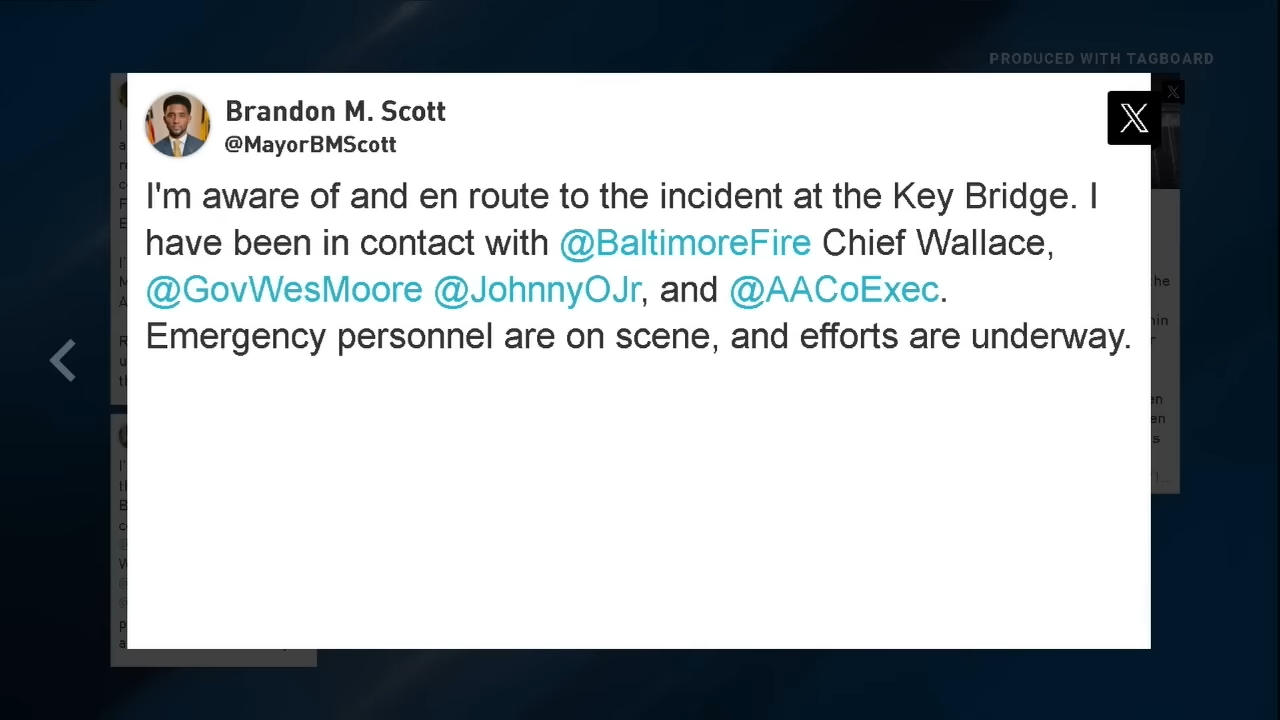 PRODUCED WITH TAGBOARD
Brandon M. Scott
@MayorBMScott
I'm aware of and en route to the incident at the Key Bridge. I
have been in contact with @BaltimoreFire Chief Wallace,
@GovWesMoore @JohnnyOJr, and @AACoExec.
Emergency personnel are on scene, and efforts are underway.